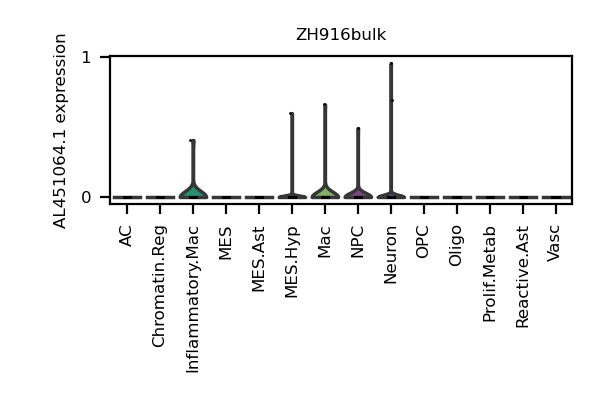 ZH916bulk
AL451064.1 expression
1
0
AC
Chromatin.Reg
Inflammatory.Mac
MES
MES.Ast
MES.Hyp
Mac
NPC
Neuron
OPC
Oligo
Prolif.Metab
Reactive.Ast
Vasc